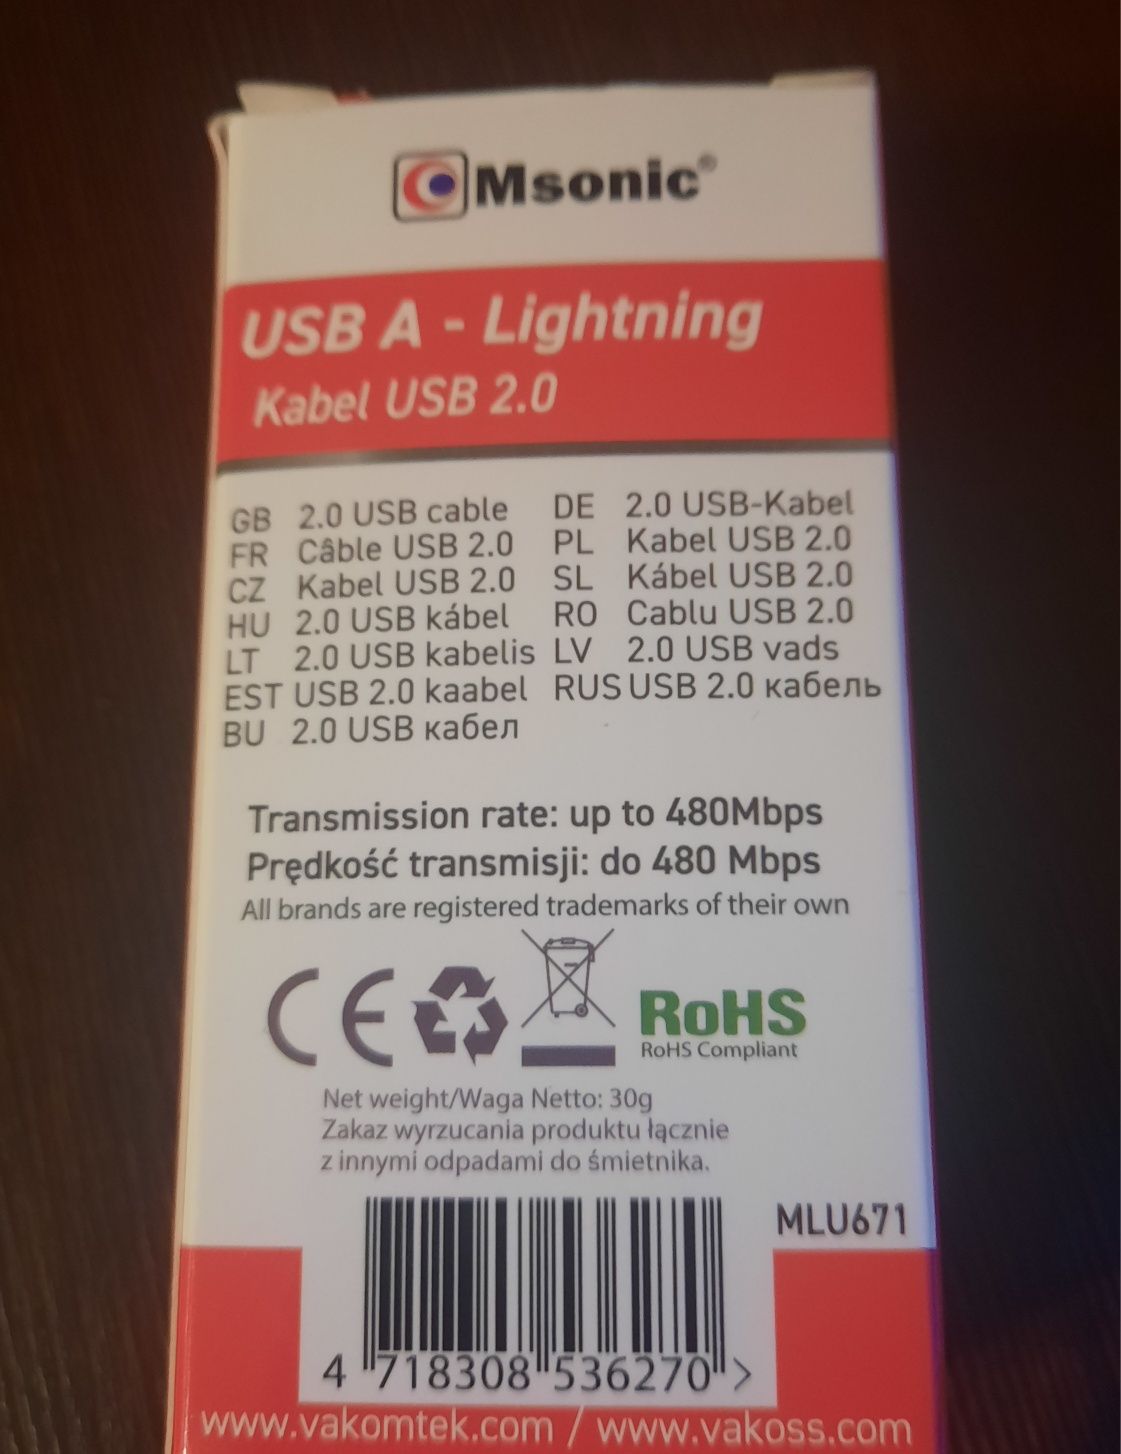 Msonic®
USB A - Lightning
Kabel USB 2.0
GB 2.0 USB cable DE 2.0 USB-Kabel
FR Câble USB 2.0 PL Kabel USB 2.0
CZ Kabel USB 2.0 SL Kábel USB 2.0
HU 2.0 USB kábel RO Cablu USB 2.0
LT 2.0 USB kabelis LV 2.0 USB vads
EST USB 2.0 kaabel RUS USB 2.0 кабель
BU 2.0 USB кабел
Transmission rate: up to 480Mbps
Prędkość transmisji: do 480 Mbps
All brands are registered trademarks of their own
CE RoHS
RoHS Compliant
Net weight/Waga Netto: 30g
Zakaz wyrzucania produktu łącznie
z innymi odpadami do śmietnika.
MLU671
4 718308 536270 >
www.vakomtek.com / www.vakoss.com